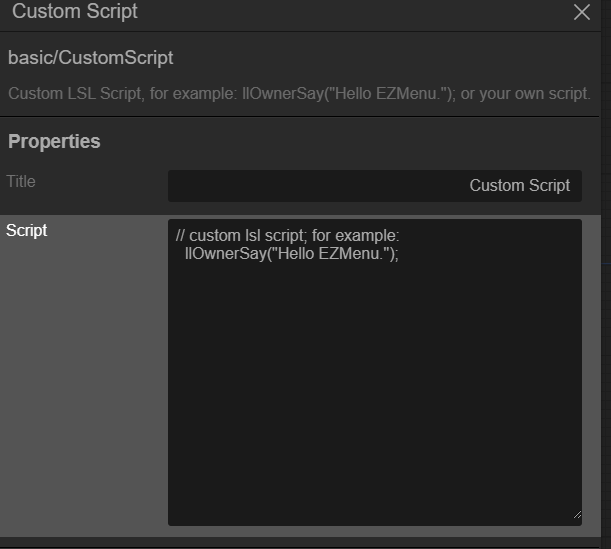 Custom Script
basic/CustomScript
Custom LSL Script, for example: llOwnerSay("Hello EZMenu."); or your own script.
Properties
Title
Custom Script
Script
// custom lsl script; for example:
llOwnerSay("Hello EZMenu.");